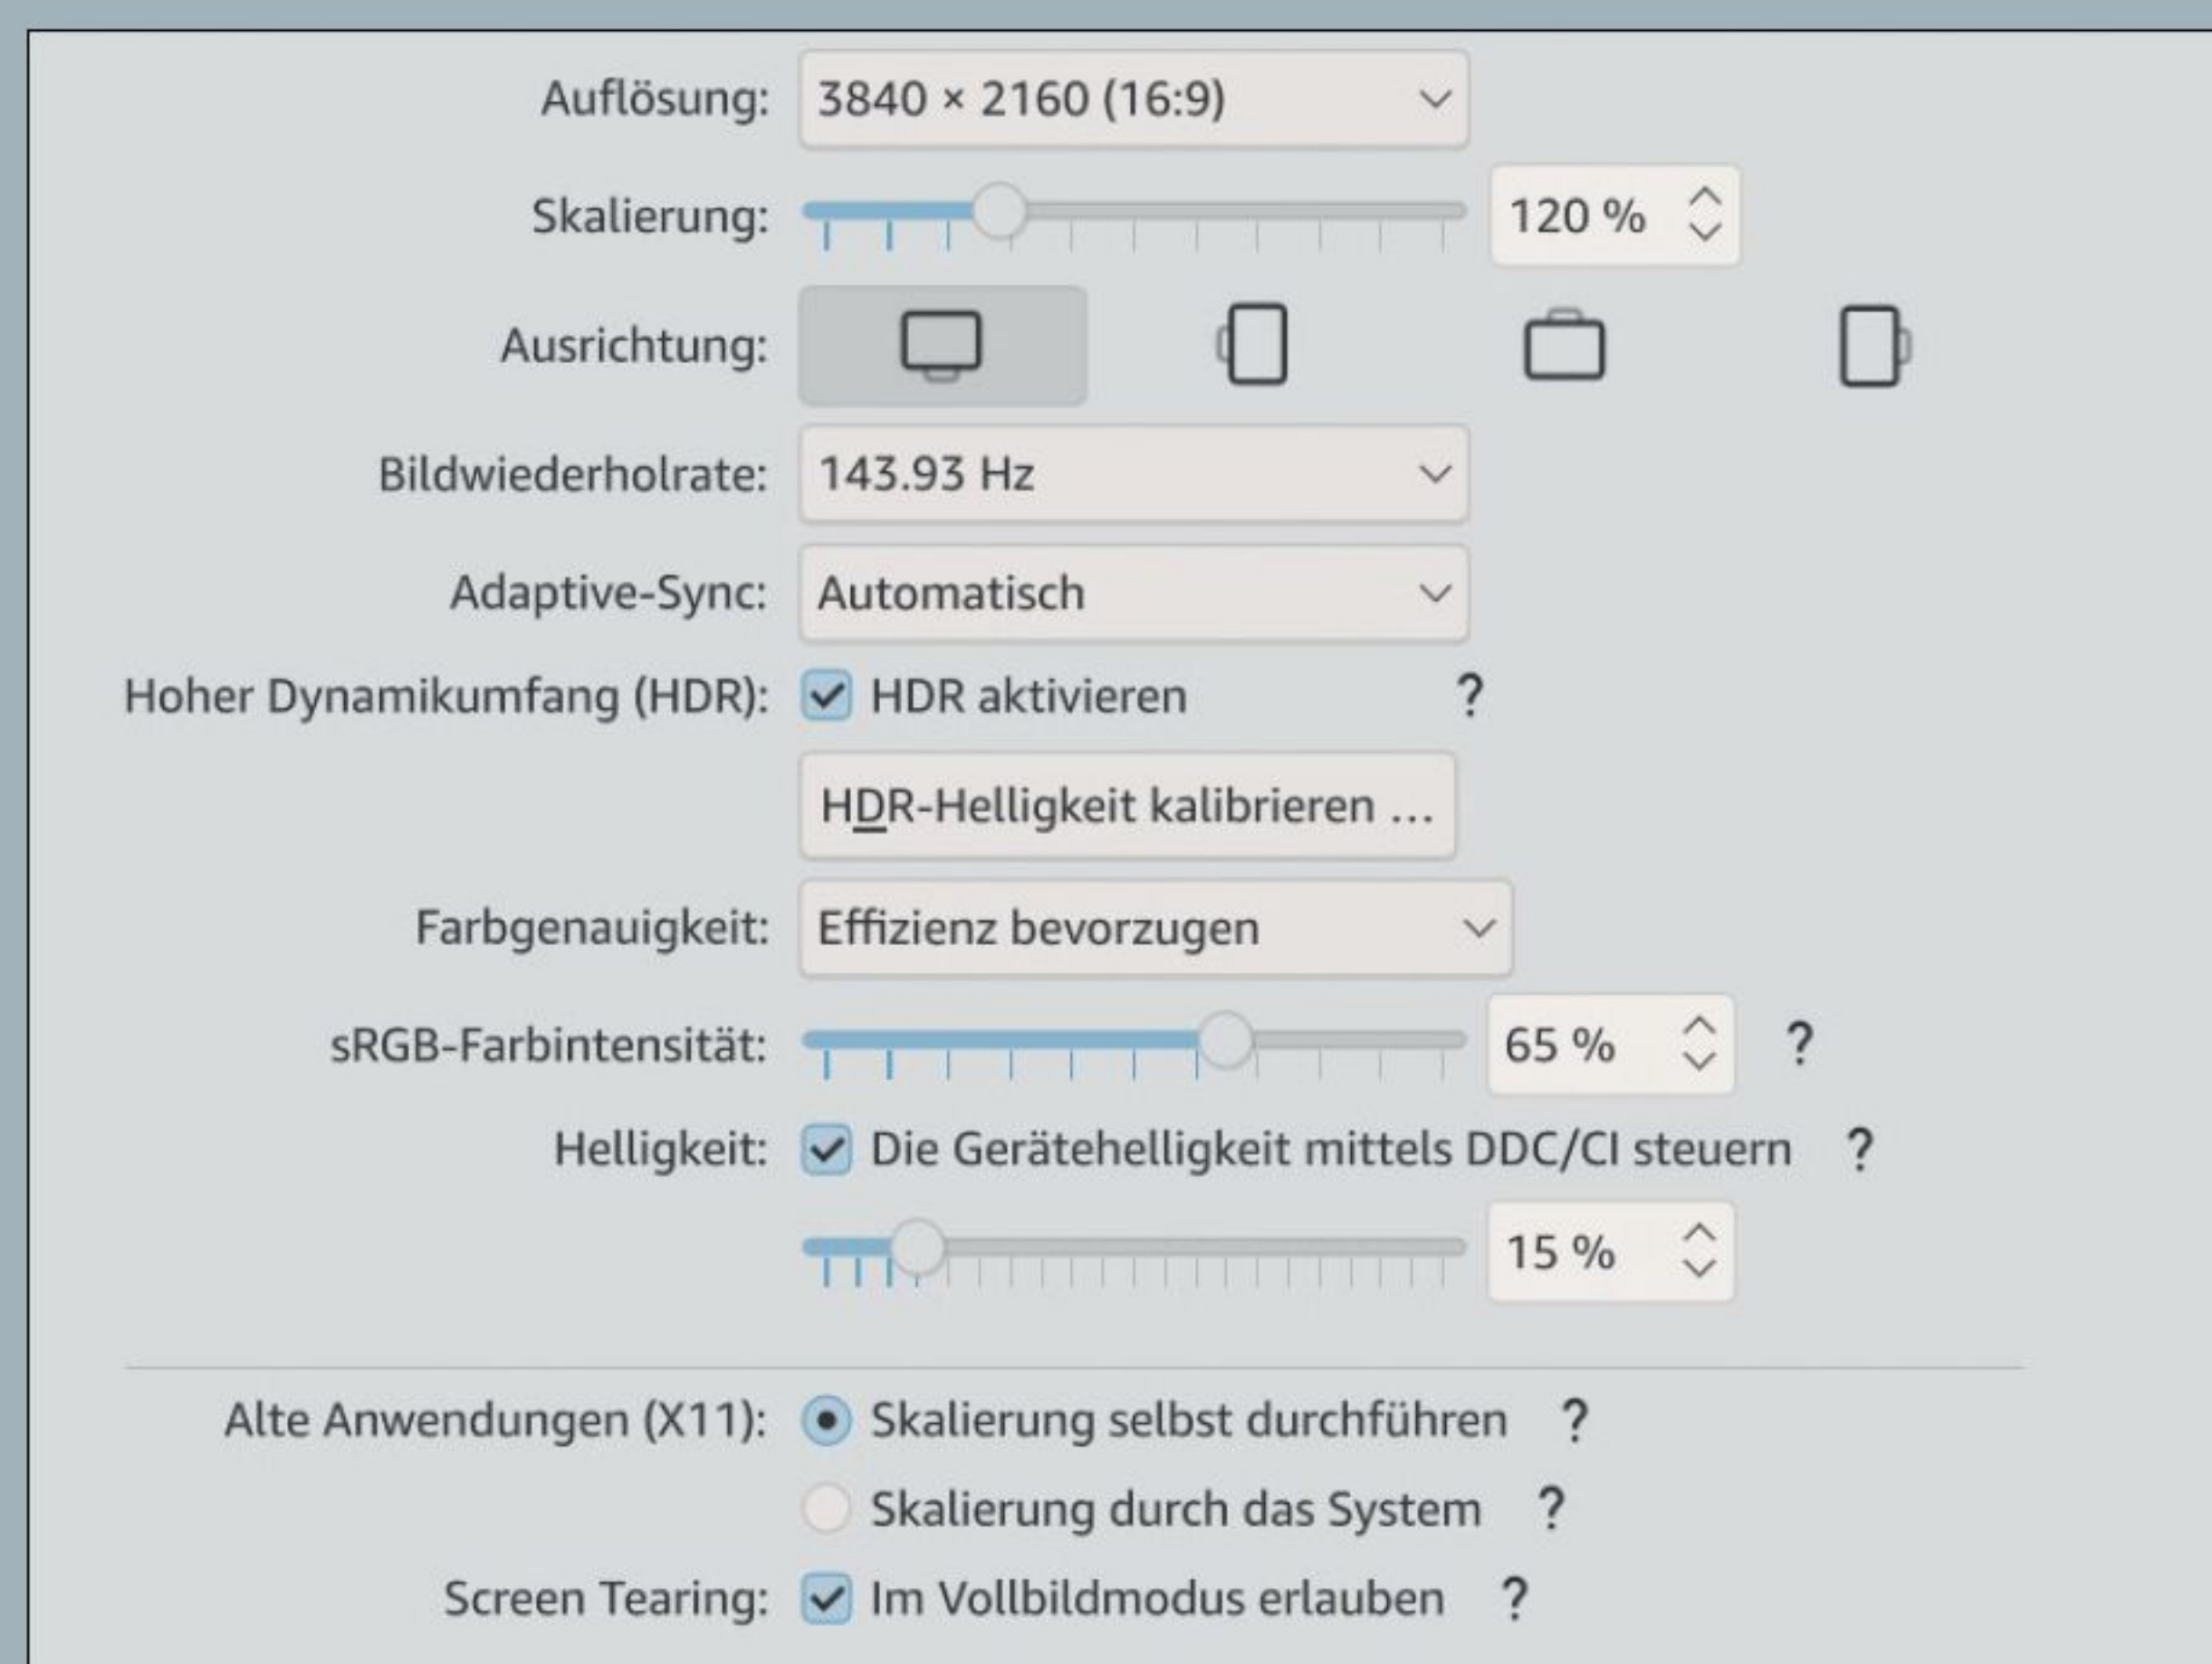 Auflösung: 3840 × 2160 (16:9)
Skalierung: 120 %
Ausrichtung:
Bildwiederholrate: 143.93 Hz
Adaptive-Sync: Automatisch
Hoher Dynamikumfang (HDR): HDR aktivieren ?
HDR-Helligkeit kalibrieren ...
Farbgenauigkeit: Effizienz bevorzugen
sRGB-Farbintensität: 65 % ?
Helligkeit: Die Gerätehelligkeit mittels DDC/CI steuern ?
15 %
Alte Anwendungen (X11): Skalierung selbst durchführen ?
Skalierung durch das System ?
Screen Tearing: Im Vollbildmodus erlauben ?